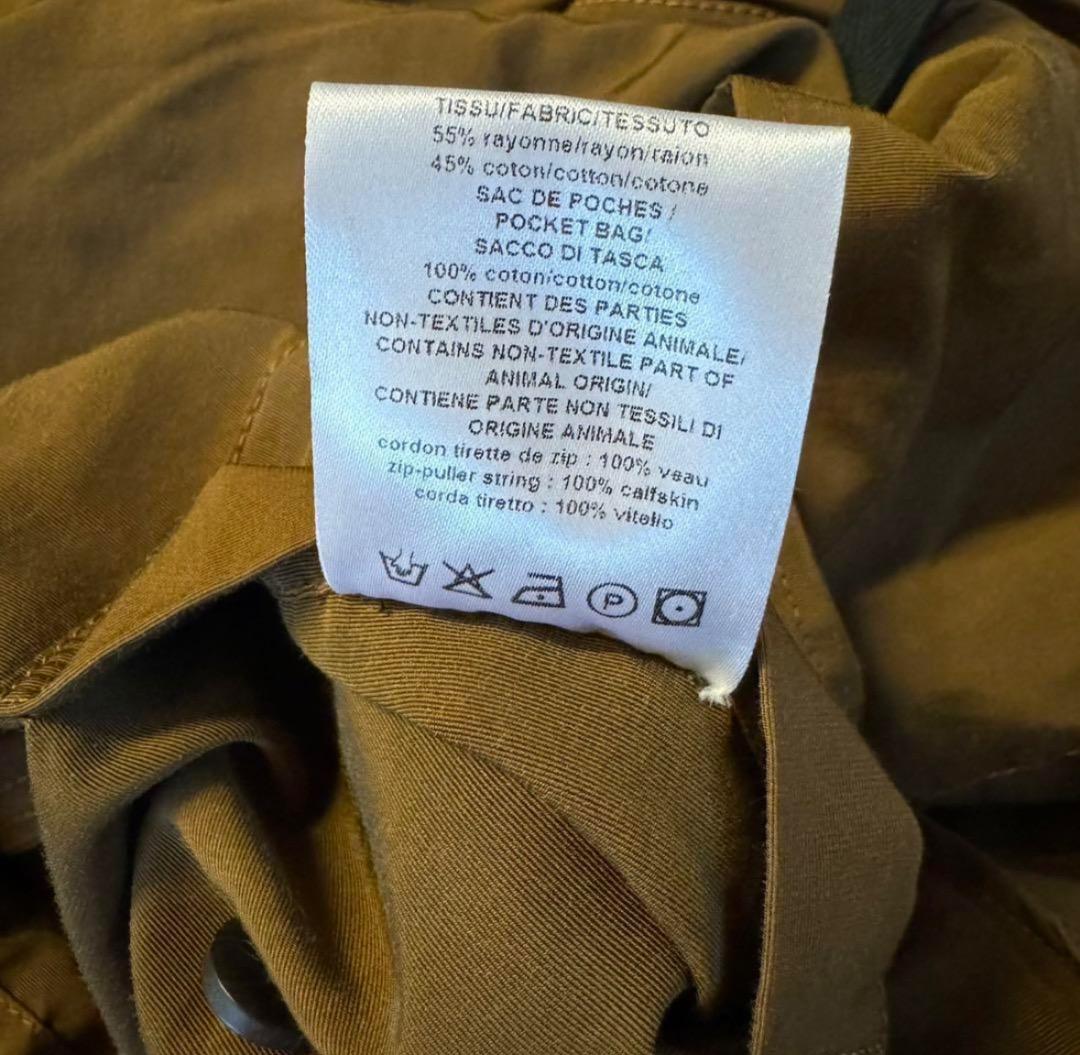 TISSU/FABRIC/TESSUTO
55% rayonne/rayon/raion
45% coton/cotton/cotone
SAC DE POCHES /
POCKET BAG/
SACCO DI TASCA
100% coton/cotton/cotone
CONTIENT DES PARTIES
NON-TEXTILES D'ORIGINE ANIMALE/
CONTAINS NON-TEXTILE PART OF
ANIMAL ORIGIN/
CONTIENE PARTE NON TESSILI DI
ORIGINE ANIMALE
cordon tirette de zip : 100% veau
zip-puller string : 100% calfskin
corda tiretto : 100% vitello
P